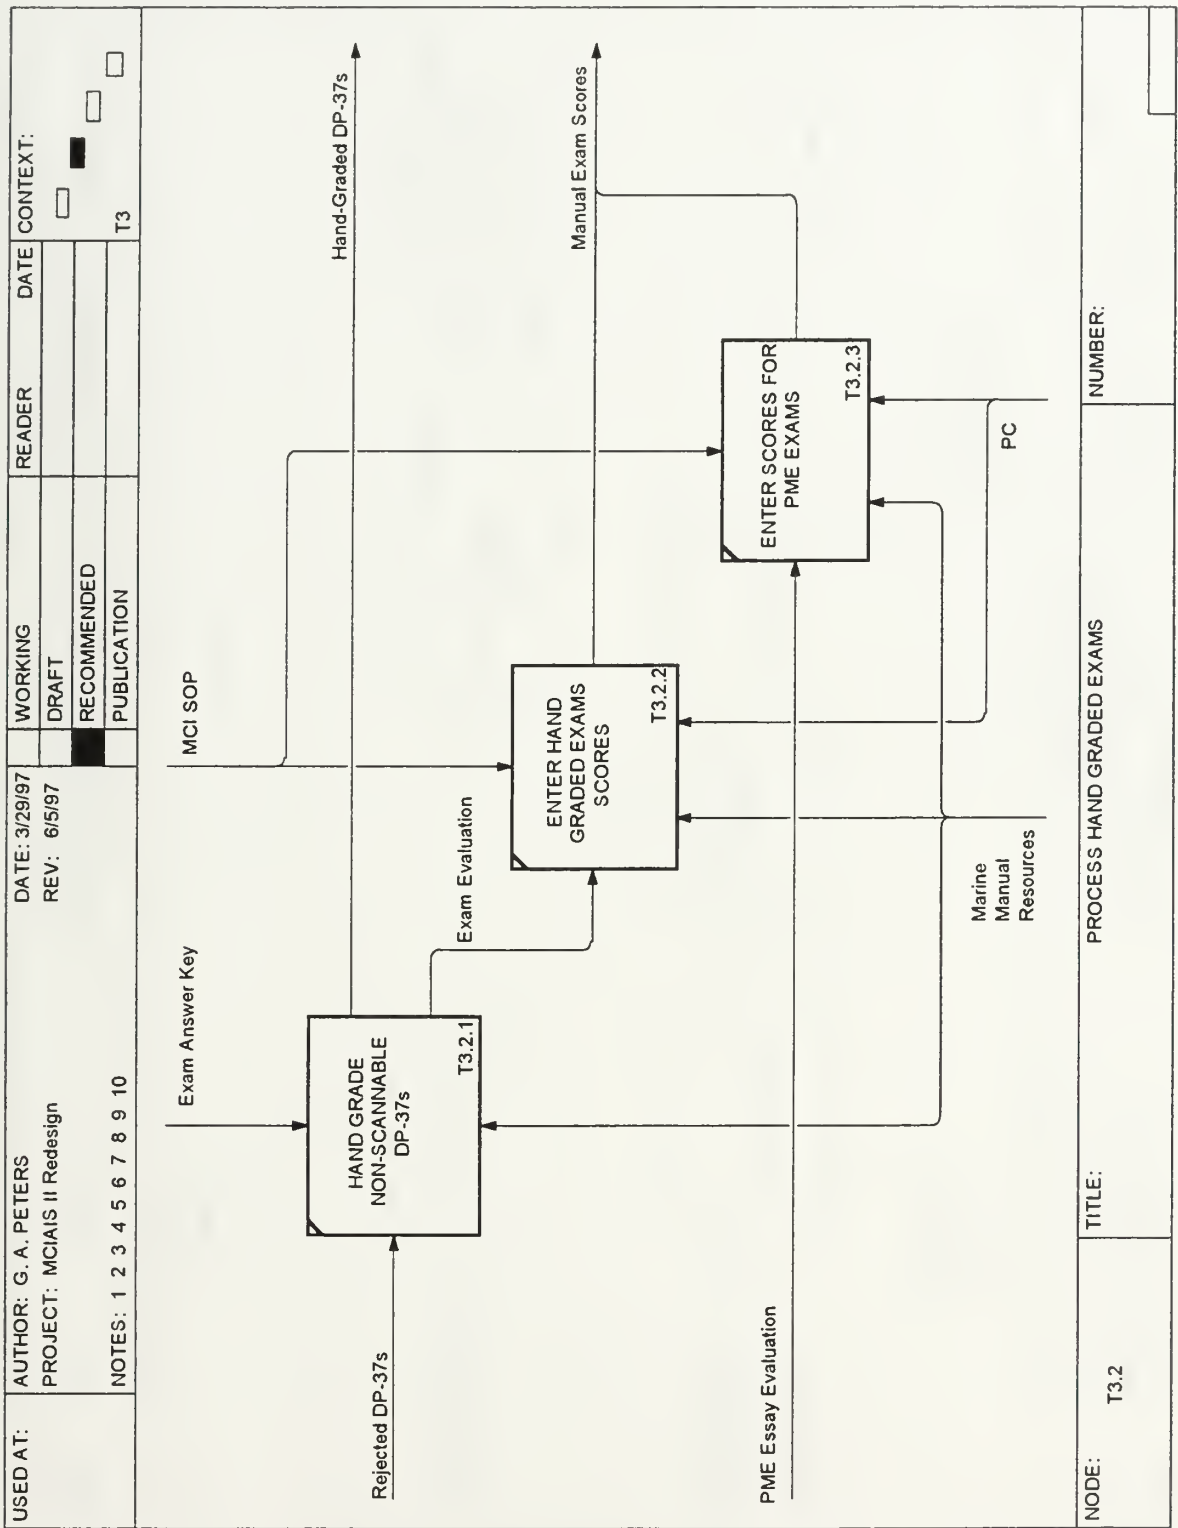 USED AT:
AUTHOR: G. A. PETERS
PROJECT: MCIAIS II Redesign
NOTES: 1 2 3 4 5 6 7 8 9 10
DATE: 3/29/97
REV: 6/5/97
WORKING
DRAFT
RECOMMENDED
PUBLICATION
READER
DATE
CONTEXT:
T3
Exam Answer Key
MCI SOP
Rejected DP-37s
HAND GRADE
NON-SCANNABLE
DP-37s
T3.2.1
Hand-Graded DP-37s
Exam Evaluation
ENTER HAND
GRADED EXAMS
SCORES
T3.2.2
Manual Exam Scores
PME Essay Evaluation
ENTER SCORES FOR
PME EXAMS
T3.2.3
Marine
Manual
Resources
PC
NODE:
T3.2
TITLE:
PROCESS HAND GRADED EXAMS
NUMBER: